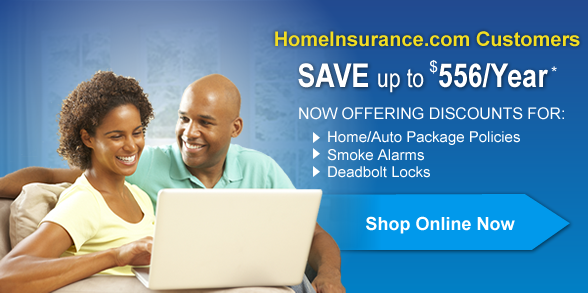 HomeInsurance.com Customers
SAVE up to $556/Year*
NOW OFFERING DISCOUNTS FOR:
Home/Auto Package Policies
Smoke Alarms
Deadbolt Locks
Shop Online Now